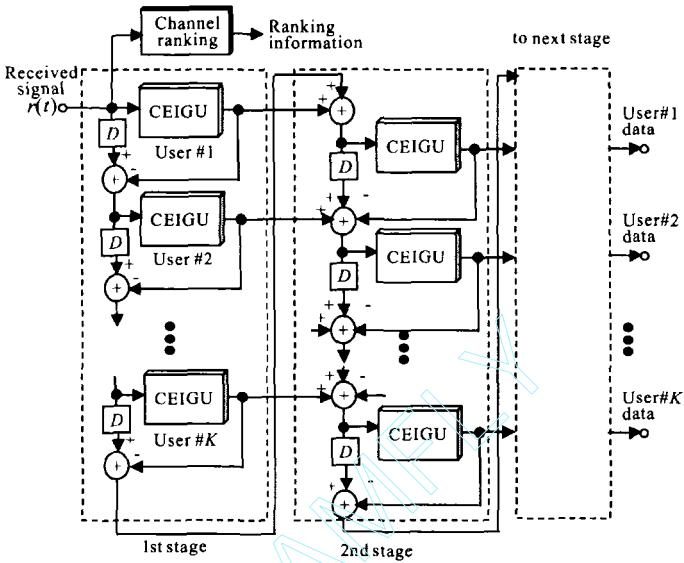 Channel
ranking
Ranking
information
to next stage
Received
signal
r(t)
CEIGU
User #1
D
+
-
+
CEIGU
User #2
D
+
-
+
CEIGU
User #K
D
+
-
+
1st stage
+
+
+
CEIGU
D
+
-
+
+
CEIGU
D
+
-
+
+
+
+
-
+
CEIGU
D
+
-
+
2nd stage
User#1
data
User#2
data
User#K
data
AMFLY